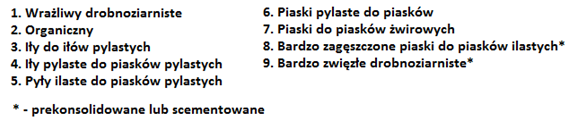 1. Wrażliwy drobnoziarniste
2. Organiczny
3. Iły do iłów pylastych
4. Iły pylaste do piasków pylastych
5. Pyły ilaste do piasków pylastych
6. Piaski pylaste do piasków
7. Piaski do piasków żwirowych
8. Bardzo zagęszczone piaski do piasków ilastych*
9. Bardzo zwięzłe drobnoziarniste*
* - prekonsolidowane lub scementowane